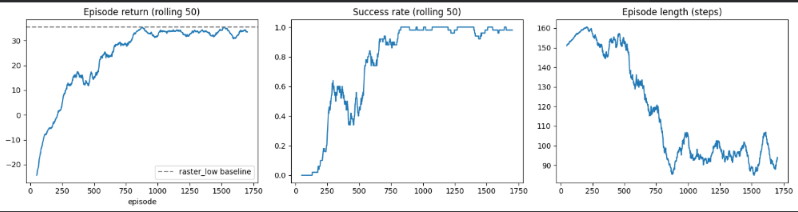 Episode return (rolling 50)
30
20
10
0
−10
−20
raster_low baseline
0 250 500 750 1000 1250 1500 1750
episode
Success rate (rolling 50)
1.0
0.8
0.6
0.4
0.2
0.0
0 250 500 750 1000 1250 1500 1750
Episode length (steps)
160
150
140
130
120
110
100
90
0 250 500 750 1000 1250 1500 1750